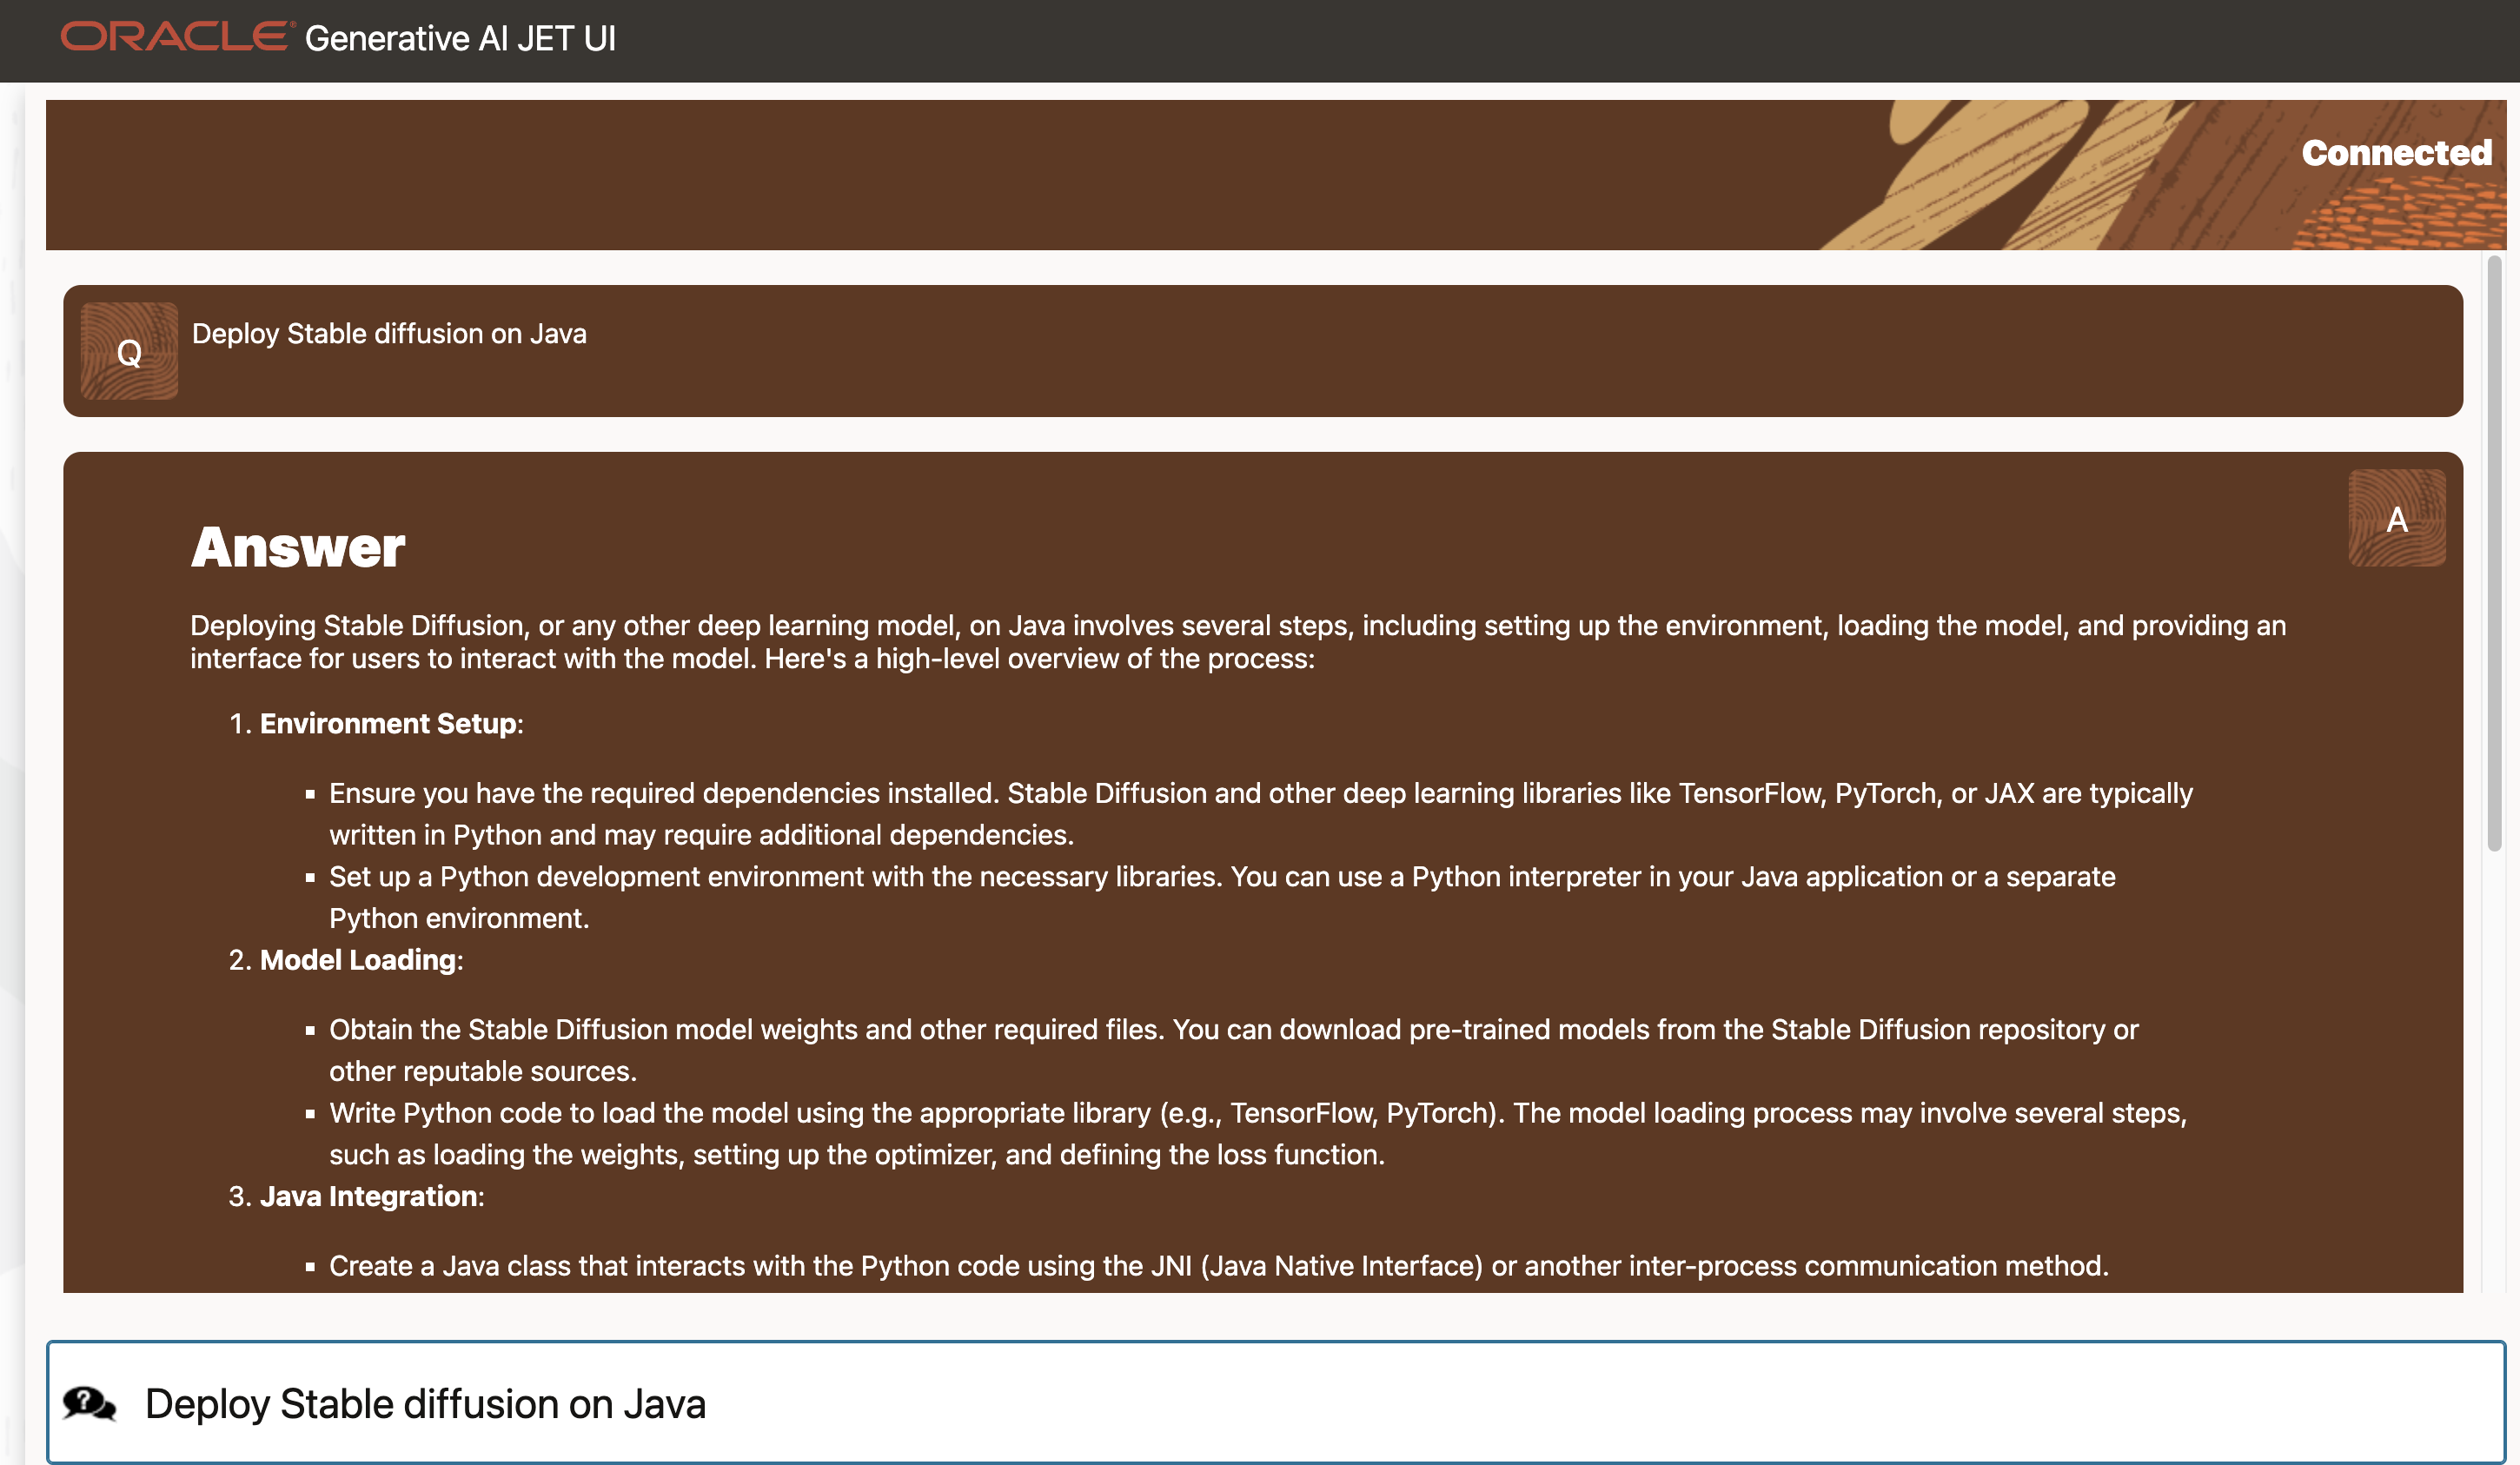 ORACLE® Generative AI JET UI
Connected
Q
Deploy Stable diffusion on Java
A
Answer
Deploying Stable Diffusion, or any other deep learning model, on Java involves several steps, including setting up the environment, loading the model, and providing an
interface for users to interact with the model. Here's a high-level overview of the process:
1. Environment Setup:
▪ Ensure you have the required dependencies installed. Stable Diffusion and other deep learning libraries like TensorFlow, PyTorch, or JAX are typically
written in Python and may require additional dependencies.
▪ Set up a Python development environment with the necessary libraries. You can use a Python interpreter in your Java application or a separate
Python environment.
2. Model Loading:
▪ Obtain the Stable Diffusion model weights and other required files. You can download pre-trained models from the Stable Diffusion repository or
other reputable sources.
▪ Write Python code to load the model using the appropriate library (e.g., TensorFlow, PyTorch). The model loading process may involve several steps,
such as loading the weights, setting up the optimizer, and defining the loss function.
3. Java Integration:
▪ Create a Java class that interacts with the Python code using the JNI (Java Native Interface) or another inter-process communication method.
Deploy Stable diffusion on Java